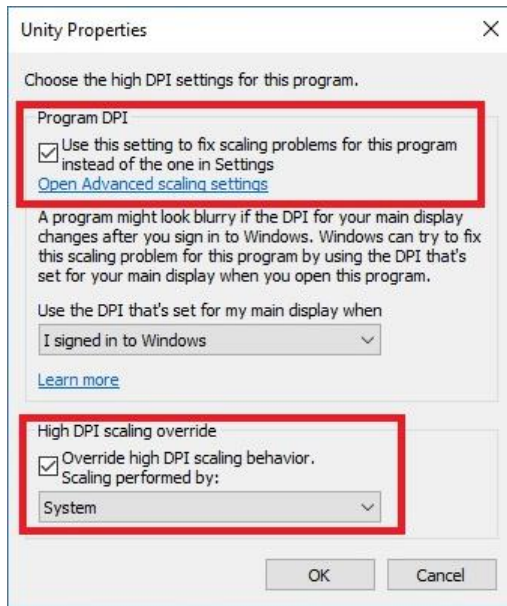 Unity Properties
Choose the high DPI settings for this program.
Program DPI
Use this setting to fix scaling problems for this program
instead of the one in Settings
Open Advanced scaling settings
A program might look blurry if the DPI for your main display
changes after you sign in to Windows. Windows can try to fix
this scaling problem for this program by using the DPI that's
set for your main display when you open this program.
Use the DPI that's set for my main display when
I signed in to Windows
Learn more
High DPI scaling override
Override high DPI scaling behavior.
Scaling performed by:
System
OK Cancel